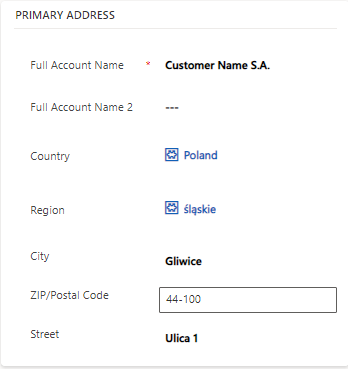 PRIMARY ADDRESS
Full Account Name * Customer Name S.A.
Full Account Name 2 ---
Country Poland
Region śląskie
City Gliwice
ZIP/Postal Code 44-100
Street Ulica 1